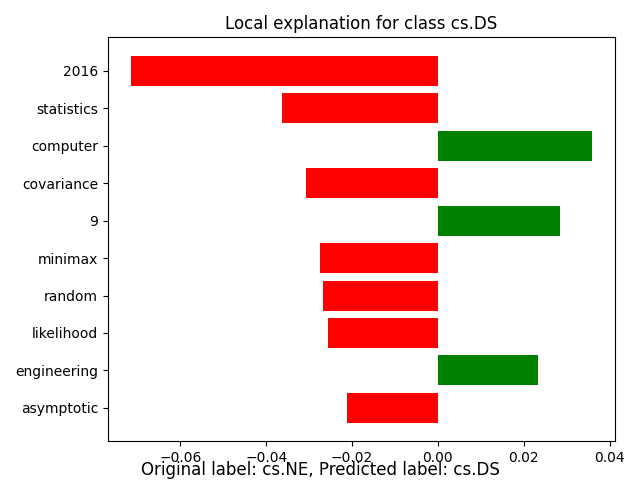 Local explanation for class cs.DS
2016
statistics
computer
covariance
9
minimax
random
likelihood
engineering
asymptotic
−0.06 −0.04 −0.02 0.00 0.02 0.04
Original label: cs.NE, Predicted label: cs.DS